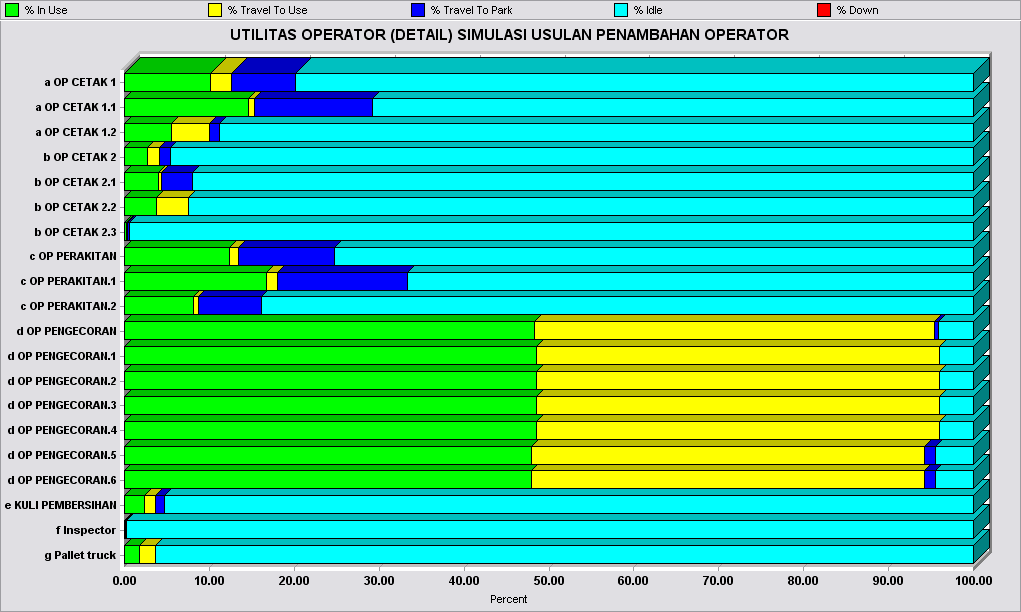 % In Use % Travel To Use % Travel To Park % Idle % Down
UTILITAS OPERATOR (DETAIL) SIMULASI USULAN PENAMBAHAN OPERATOR
a OP CETAK 1
a OP CETAK 1.1
a OP CETAK 1.2
b OP CETAK 2
b OP CETAK 2.1
b OP CETAK 2.2
b OP CETAK 2.3
c OP PERAKITAN
c OP PERAKITAN.1
c OP PERAKITAN.2
d OP PENGECORAN
d OP PENGECORAN.1
d OP PENGECORAN.2
d OP PENGECORAN.3
d OP PENGECORAN.4
d OP PENGECORAN.5
d OP PENGECORAN.6
e KULI PEMBERSIHAN
f Inspector
g Pallet truck
0.00 10.00 20.00 30.00 40.00 50.00 60.00 70.00 80.00 90.00 100.00
Percent